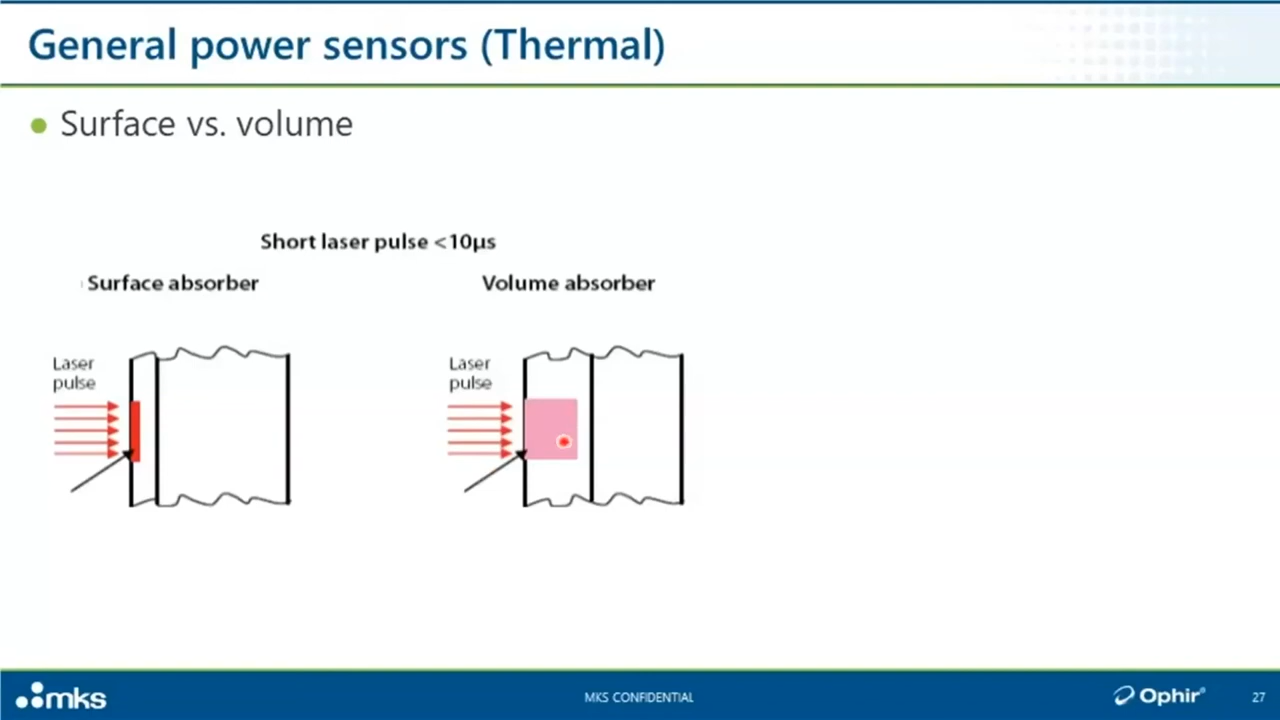 General power sensors (Thermal)
Surface vs. volume
Short laser pulse <10µs
Surface absorber
Volume absorber
Laser
pulse
Laser
pulse
mks
MKS CONFIDENTIAL
Ophir®
27